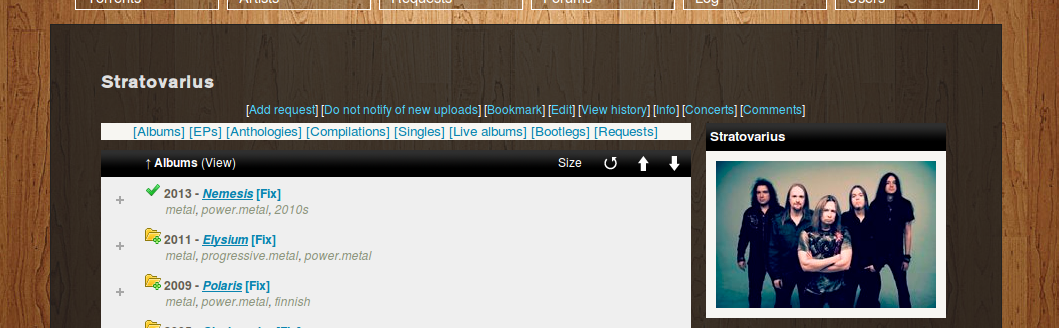 Torrents Artists Requests Forums Log Users
Stratovarius
[Add request] [Do not notify of new uploads] [Bookmark] [Edit] [View history] [Info] [Concerts] [Comments]
[Albums] [EPs] [Anthologies] [Compilations] [Singles] [Live albums] [Bootlegs] [Requests]
Stratovarius
↑ Albums (View) Size
2013 - Nemesis [Fix]
metal, power.metal, 2010s
2011 - Elysium [Fix]
metal, progressive.metal, power.metal
2009 - Polaris [Fix]
metal, power.metal, finnish